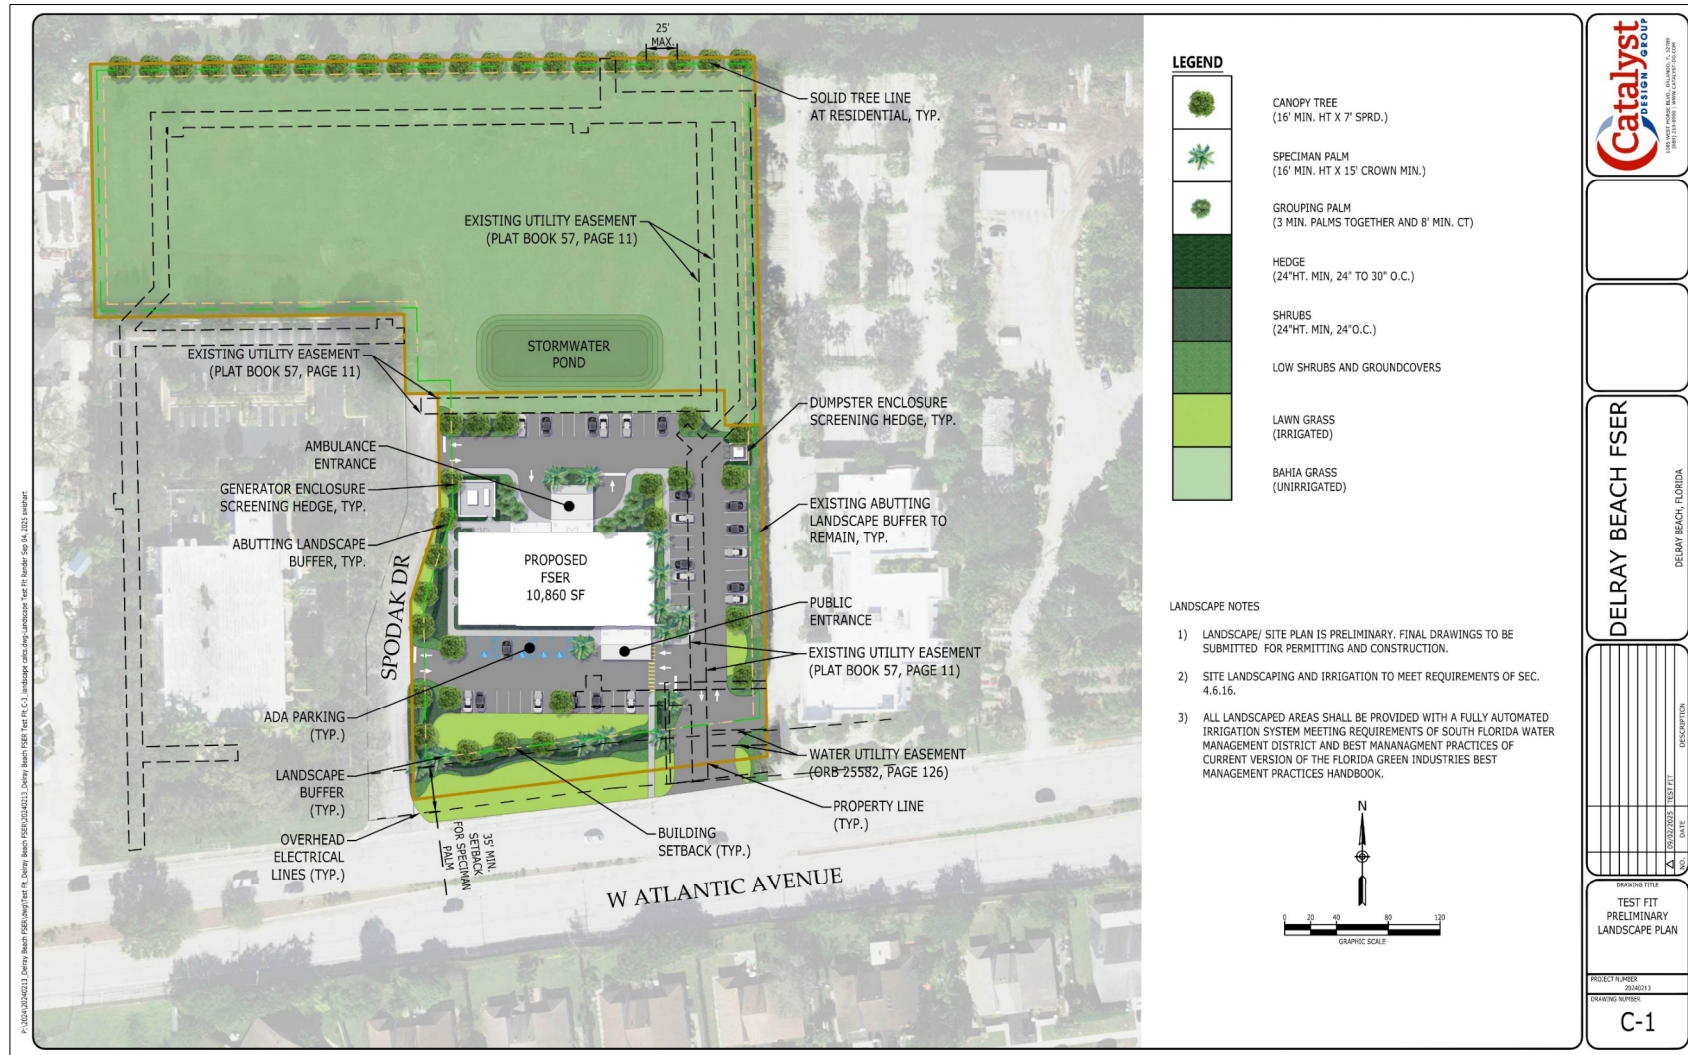 25'
MAX.
SOLID TREE LINE
AT RESIDENTIAL, TYP.
EXISTING UTILITY EASEMENT
(PLAT BOOK 57, PAGE 11)
STORMWATER
POND
EXISTING UTILITY EASEMENT
(PLAT BOOK 57, PAGE 11)
DUMPSTER ENCLOSURE
SCREENING HEDGE, TYP.
AMBULANCE
ENTRANCE
GENERATOR ENCLOSURE
SCREENING HEDGE, TYP.
EXISTING ABUTTING
LANDSCAPE BUFFER TO
REMAIN, TYP.
ABUTTING LANDSCAPE
BUFFER, TYP.
PROPOSED
FSER
10,860 SF
SPODAK DR
PUBLIC
ENTRANCE
EXISTING UTILITY EASEMENT
(PLAT BOOK 57, PAGE 11)
ADA PARKING
(TYP.)
WATER UTILITY EASEMENT
(ORB 25582, PAGE 126)
LANDSCAPE
BUFFER
(TYP.)
PROPERTY LINE
(TYP.)
OVERHEAD
ELECTRICAL
LINES (TYP.)
35' MIN.
SETBACK
FOR SPECIMAN
PALM
BUILDING
SETBACK (TYP.)
W ATLANTIC AVENUE
LEGEND
CANOPY TREE
(16' MIN. HT X 7' SPRD.)
SPECIMAN PALM
(16' MIN. HT X 15' CROWN MIN.)
GROUPING PALM
(3 MIN. PALMS TOGETHER AND 8' MIN. CT)
HEDGE
(24"HT. MIN, 24" TO 30" O.C.)
SHRUBS
(24"HT. MIN, 24"O.C.)
LOW SHRUBS AND GROUNDCOVERS
LAWN GRASS
(IRRIGATED)
BAHIA GRASS
(UNIRRIGATED)
LANDSCAPE NOTES
1) LANDSCAPE/ SITE PLAN IS PRELIMINARY. FINAL DRAWINGS TO BE
SUBMITTED FOR PERMITTING AND CONSTRUCTION.
2) SITE LANDSCAPING AND IRRIGATION TO MEET REQUIREMENTS OF SEC.
4.6.16.
3) ALL LANDSCAPED AREAS SHALL BE PROVIDED WITH A FULLY AUTOMATED
IRRIGATION SYSTEM MEETING REQUIREMENTS OF SOUTH FLORIDA WATER
MANAGEMENT DISTRICT AND BEST MANANAGMENT PRACTICES OF
CURRENT VERSION OF THE FLORIDA GREEN INDUSTRIES BEST
MANAGEMENT PRACTICES HANDBOOK.
N
0 20 40 80 120
GRAPHIC SCALE
Catalyst
DESIGN GROUP
DELRAY BEACH FSER
DELRAY BEACH, FLORIDA
NO. DATE DESCRIPTION
09/02/2025 TEST FIT
DRAWING TITLE
TEST FIT
PRELIMINARY
LANDSCAPE PLAN
PROJECT NUMBER
20240213
DRAWING NUMBER
C-1